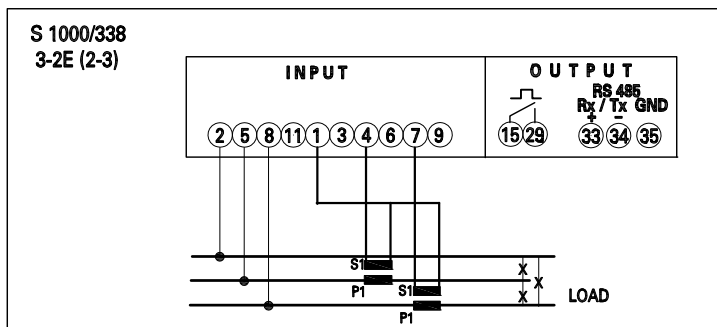 S 1000/338
3-2E (2-3)
INPUT
OUTPUT
RS 485
Rx / Tx GND
+ −
2 5 8 11 1 3 4 6 7 9
15 29 33 34 35
S1
P1
S1
P1
X
X
X
LOAD